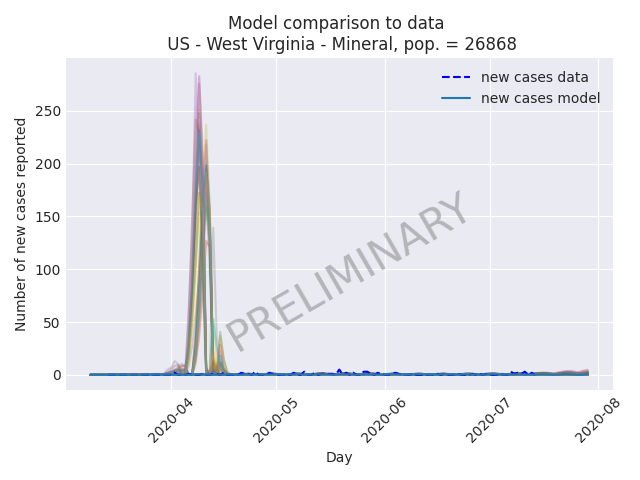 Model comparison to data
US - West Virginia - Mineral, pop. = 26868
new cases data
new cases model
Number of new cases reported
250
200
150
100
50
0
PRELIMINARY
2020-04
2020-05
2020-06
2020-07
2020-08
Day